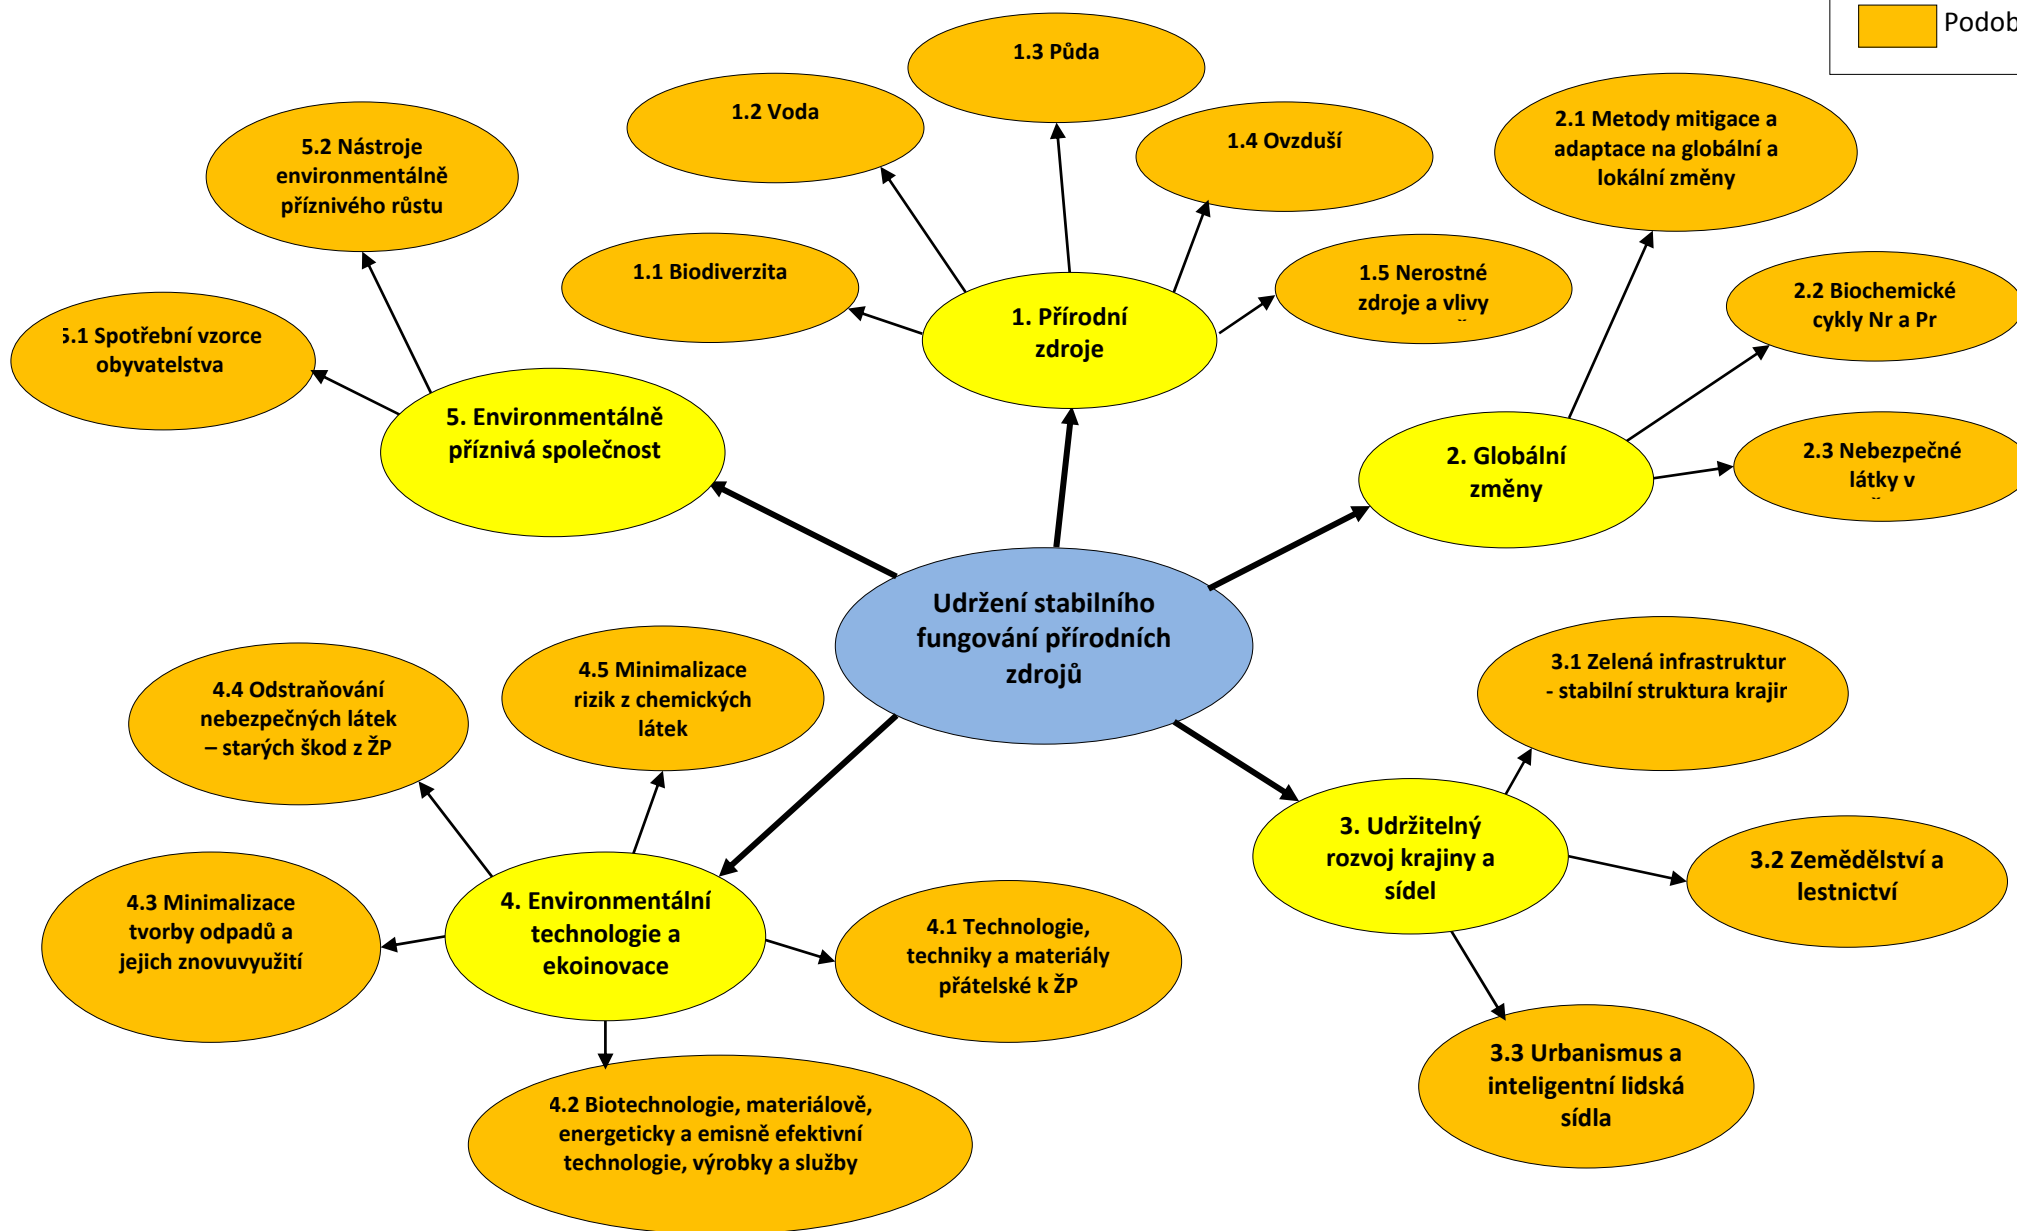 Podob
1.3 Půda
1.2 Voda
1.4 Ovzduší
2.1 Metody mitigace a
adaptace na globální a
lokální změny
5.2 Nástroje
environmentálně
příznivého růstu
1.1 Biodiverzita
1.5 Nerostné
zdroje a vlivy
2.2 Biochemické
cykly Nr a Pr
5.1 Spotřební vzorce
obyvatelstva
1. Přírodní
zdroje
5. Environmentálně
příznivá společnost
2. Globální
změny
2.3 Nebezpečné
látky v
Udržení stabilního
fungování přírodních
zdrojů
4.5 Minimalizace
rizik z chemických
látek
4.4 Odstraňování
nebezpečných látek
– starých škod z ŽP
3.1 Zelená infrastruktur
- stabilní struktura krajin
3. Udržitelný
rozvoj krajiny a
sídel
3.2 Zemědělství a
lestnictví
4.3 Minimalizace
tvorby odpadů a
jejich znovuvyužití
4. Environmentální
technologie a
ekoinovace
4.1 Technologie,
techniky a materiály
přátelské k ŽP
3.3 Urbanismus a
inteligentní lidská
sídla
4.2 Biotechnologie, materiálově,
energeticky a emisně efektivní
technologie, výrobky a služby